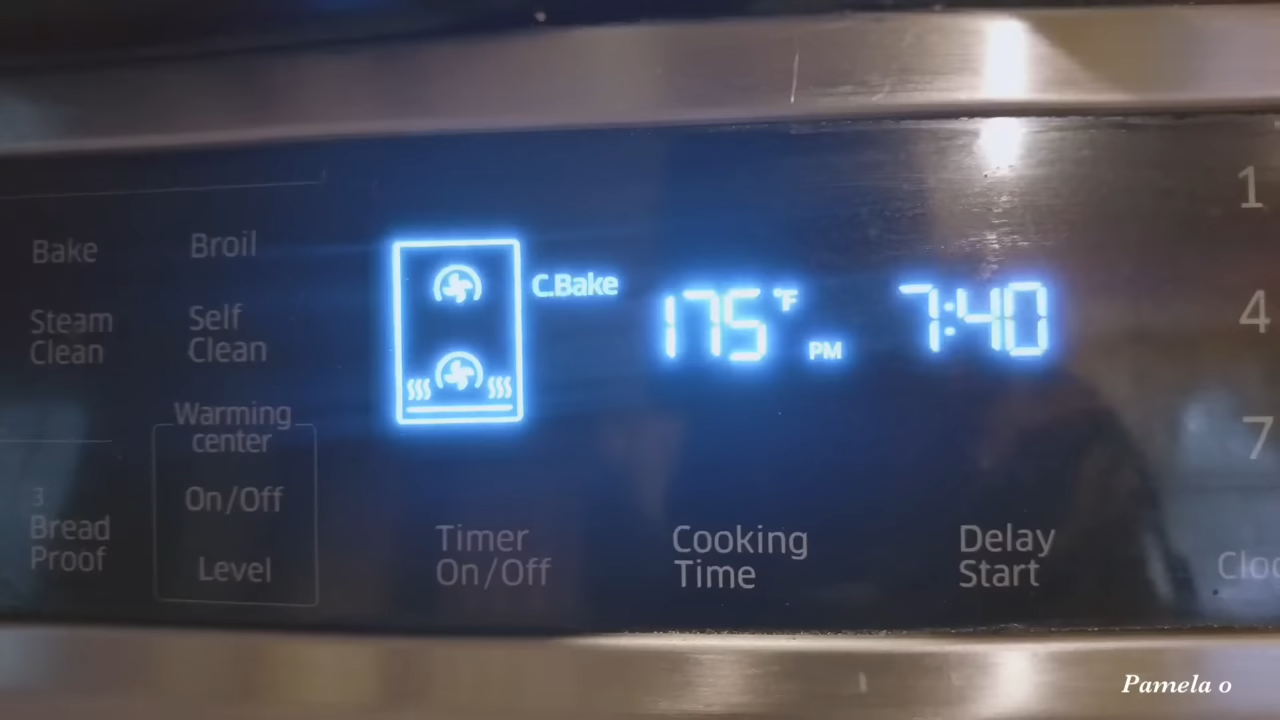 Bake
Broil
C.Bake
175°F
PM
7:40
1
Steam
Clean
Self
Clean
4
Warming
center
7
3
Bread
Proof
On/Off
Level
Timer
On/Off
Cooking
Time
Delay
Start
Pamela o